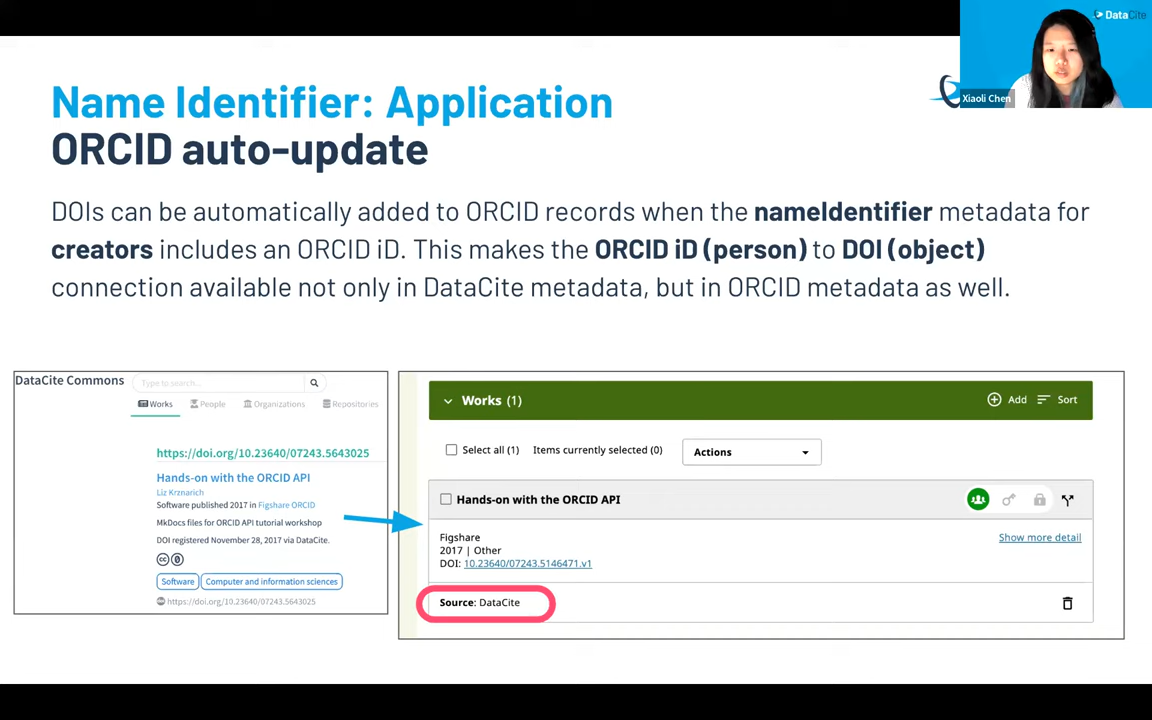 DataCite
Xiaoli Chen
Name Identifier: Application
ORCID auto-update
DOIs can be automatically added to ORCID records when the nameIdentifier metadata for
creators includes an ORCID iD. This makes the ORCID iD (person) to DOI (object)
connection available not only in DataCite metadata, but in ORCID metadata as well.
DataCite Commons
Type to search...
Works People Organizations Repositories
https://doi.org/10.23640/07243.5643025
Hands-on with the ORCID API
Liz Krznarich
Software published 2017 in Figshare ORCID
MkDocs files for ORCID API tutorial workshop
DOI registered November 28, 2017 via DataCite.
Software Computer and information sciences
https://doi.org/10.23640/07243.5643025
Works (1) Add Sort
Select all (1) Items currently selected (0) Actions
Hands-on with the ORCID API
Figshare
Show more detail
2017 | Other
DOI: 10.23640/07243.5146471.v1
Source: DataCite